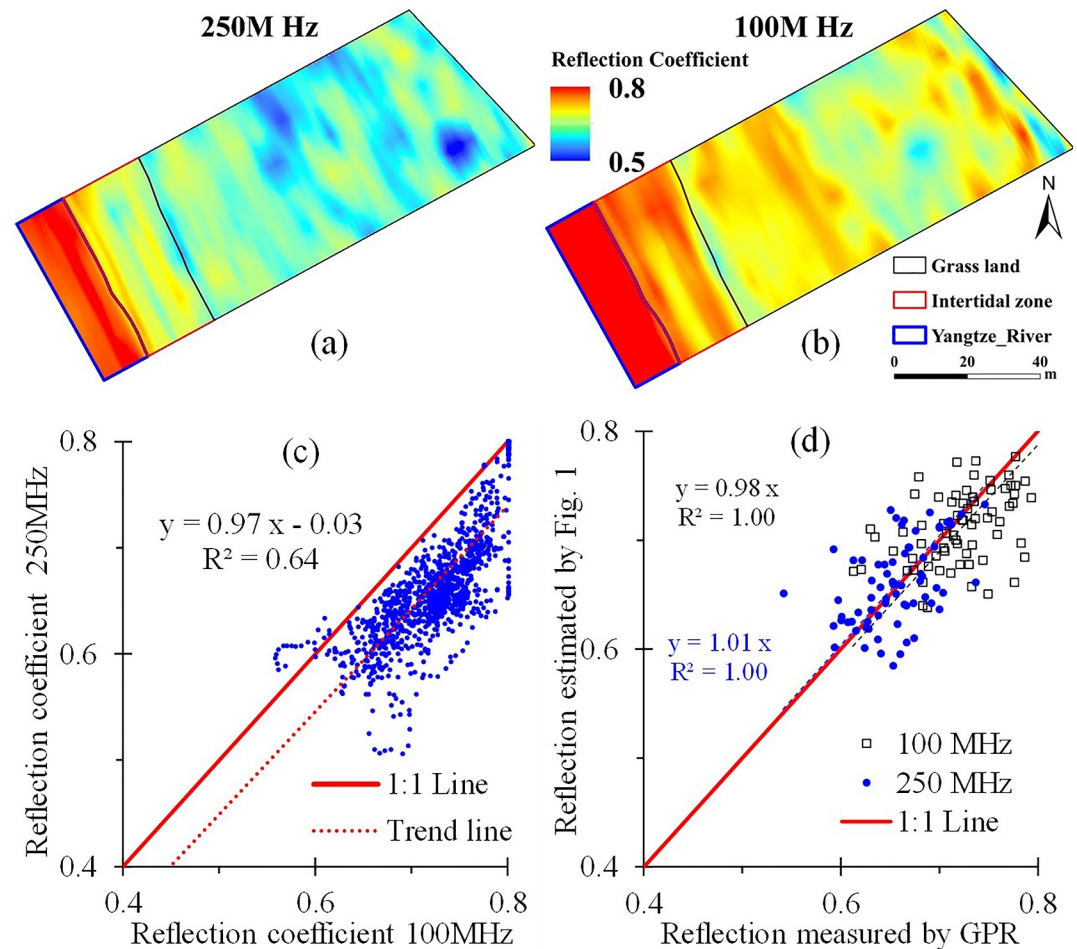 250M Hz
100M Hz
Reflection Coefficient
0.8
0.5
N
Grass land
Intertidal zone
Yangtze_River
0 20 40
m
(a)
(b)
(c)
Reflection coefficient 250MHz
0.8
0.6
0.4
y = 0.97 x - 0.03
R² = 0.64
1:1 Line
Trend line
0.4 0.6 0.8
Reflection coefficient 100MHz
(d)
Reflection estimated by Fig. 1
0.8
0.6
0.4
y = 0.98 x
R² = 1.00
y = 1.01 x
R² = 1.00
100 MHz
250 MHz
1:1 Line
0.4 0.6 0.8
Reflection measured by GPR